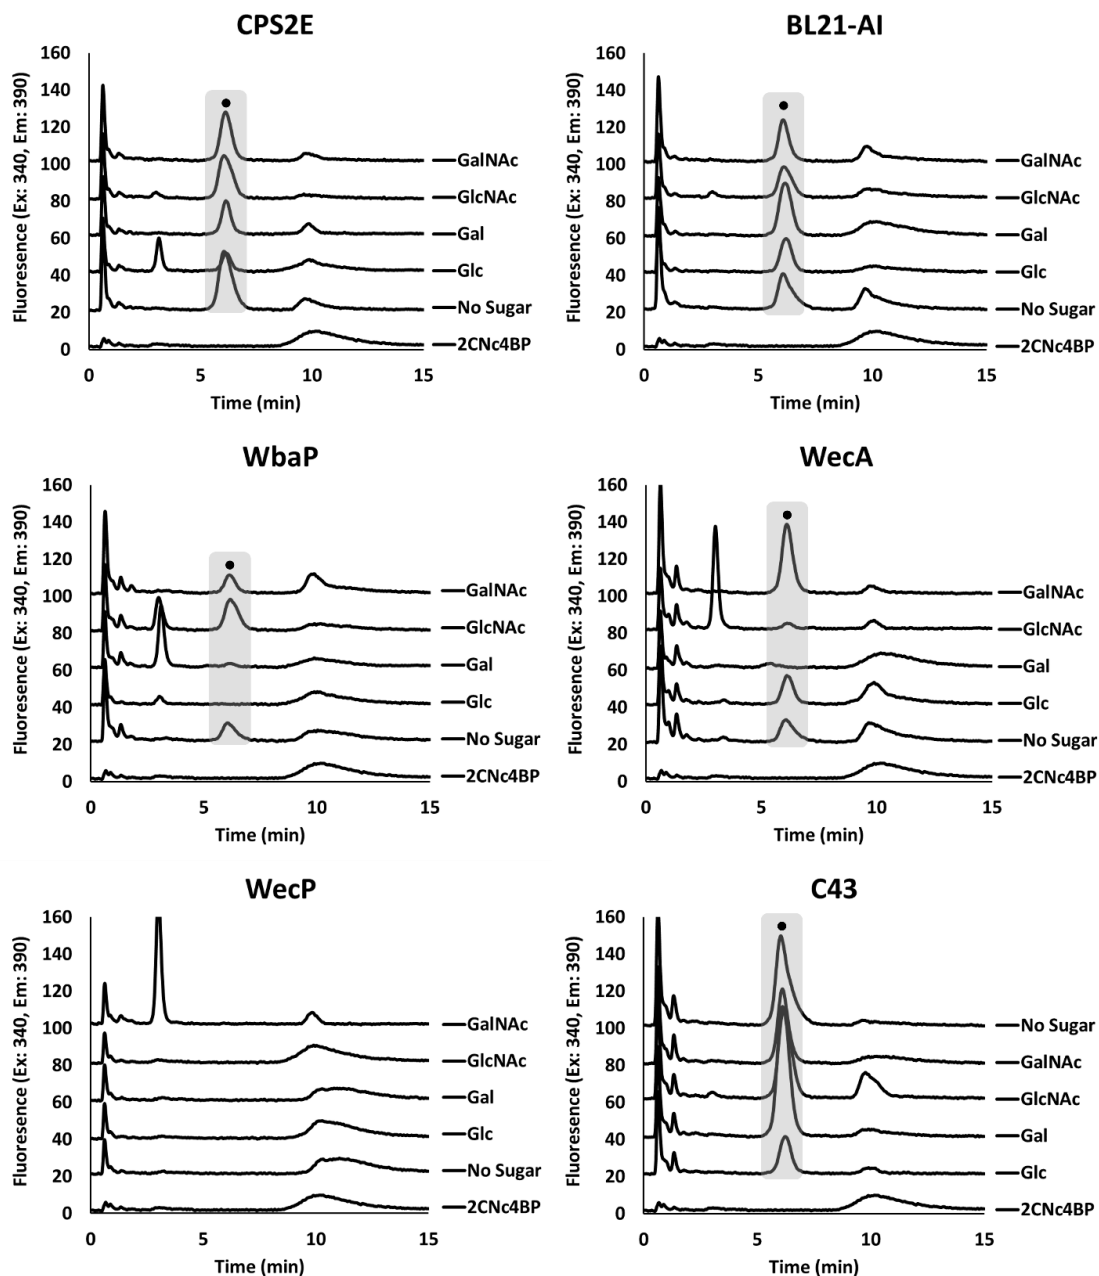 CPS2E
Fluoresence (Ex: 340, Em: 390)
160
140
120
100
80
60
40
20
0
GalNAc
GlcNAc
Gal
Glc
No Sugar
2CNc4BP
0 5 10 15
Time (min)
BL21-AI
Fluoresence (Ex: 340, Em: 390)
160
140
120
100
80
60
40
20
0
GalNAc
GlcNAc
Gal
Glc
No Sugar
2CNc4BP
0 5 10 15
Time (min)
WbaP
Fluoresence (Ex: 340, Em: 390)
160
140
120
100
80
60
40
20
0
GalNAc
GlcNAc
Gal
Glc
No Sugar
2CNc4BP
0 5 10 15
Time (min)
WecA
Fluoresence (Ex: 340, Em: 390)
160
140
120
100
80
60
40
20
0
GalNAc
GlcNAc
Gal
Glc
No Sugar
2CNc4BP
0 5 10 15
Time (min)
WecP
Fluoresence (Ex: 340, Em: 390)
160
140
120
100
80
60
40
20
0
GalNAc
GlcNAc
Gal
Glc
No Sugar
2CNc4BP
0 5 10 15
Time (min)
C43
Fluoresence (Ex: 340, Em: 390)
160
140
120
100
80
60
40
20
0
No Sugar
GalNAc
GlcNAc
Gal
Glc
2CNc4BP
0 5 10 15
Time (min)